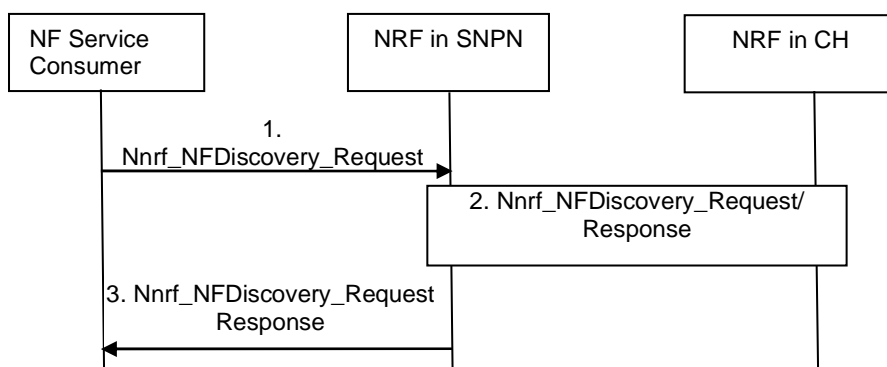 NF Service
Consumer
NRF in SNPN
NRF in CH
1.
Nnrf_NFDiscovery_Request
2. Nnrf_NFDiscovery_Request/
Response
3. Nnrf_NFDiscovery_Request
Response